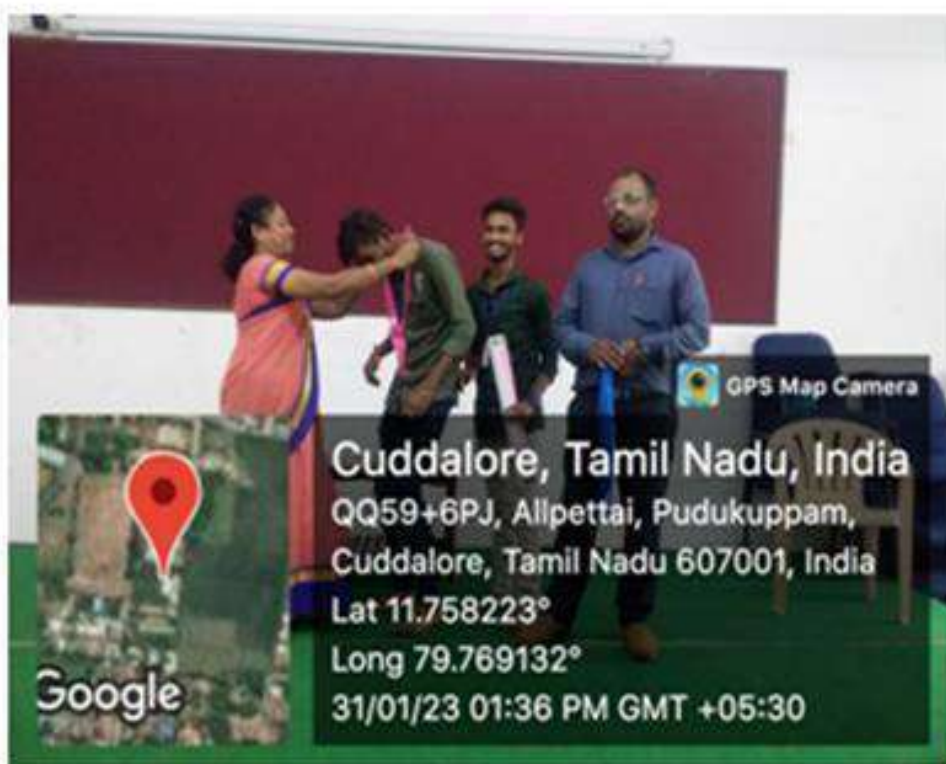 GPS Map Camera
Cuddalore, Tamil Nadu, India
QQ59+6PJ, Allpettai, Pudukuppam,
Cuddalore, Tamil Nadu 607001, India
Lat 11.758223°
Long 79.769132°
31/01/23 01:36 PM GMT +05:30
Google